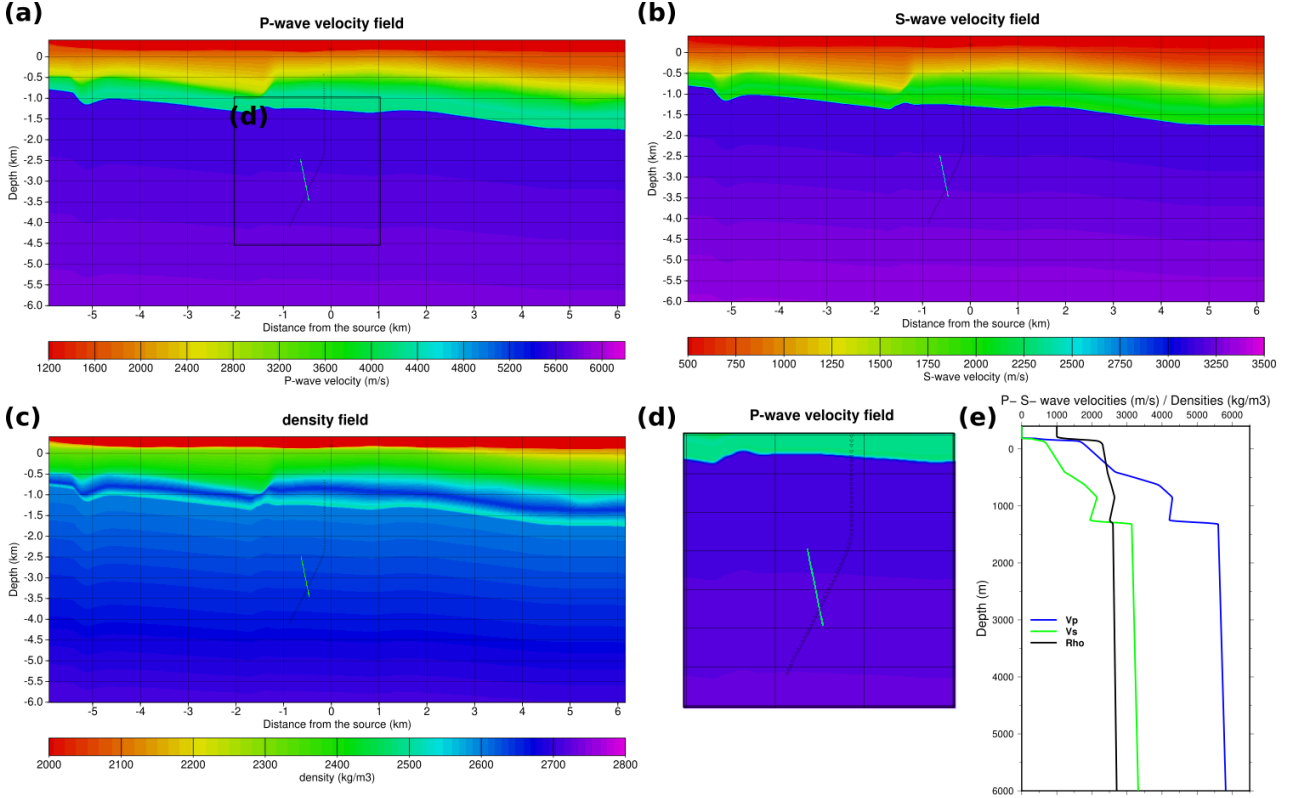 (a)
P-wave velocity field
0
-0.5
-1.0
-1.5
-2.0
-2.5
-3.0
-3.5
-4.0
-4.5
-5.0
-5.5
-6.0
Depth (km)
(d)
-5 -4 -3 -2 -1 0 1 2 3 4 5 6
Distance from the source (km)
1200 1600 2000 2400 2800 3200 3600 4000 4400 4800 5200 5600 6000
P-wave velocity (m/s)
(b)
S-wave velocity field
0
-0.5
-1.0
-1.5
-2.0
-2.5
-3.0
-3.5
-4.0
-4.5
-5.0
-5.5
-6.0
Depth (km)
-5 -4 -3 -2 -1 0 1 2 3 4 5 6
Distance from the source (km)
500 750 1000 1250 1500 1750 2000 2250 2500 2750 3000 3250 3500
S-wave velocity (m/s)
(c)
density field
0
-0.5
-1.0
-1.5
-2.0
-2.5
-3.0
-3.5
-4.0
-4.5
-5.0
-5.5
-6.0
Depth (km)
-5 -4 -3 -2 -1 0 1 2 3 4 5 6
Distance from the source (km)
2000 2100 2200 2300 2400 2500 2600 2700 2800
density (kg/m3)
(d)
P-wave velocity field
(e)
P- S- wave velocities (m/s) / Densities (kg/m3)
0 1000 2000 3000 4000 5000 6000
0
1000
2000
3000
4000
5000
6000
Depth (m)
Vp
Vs
Rho